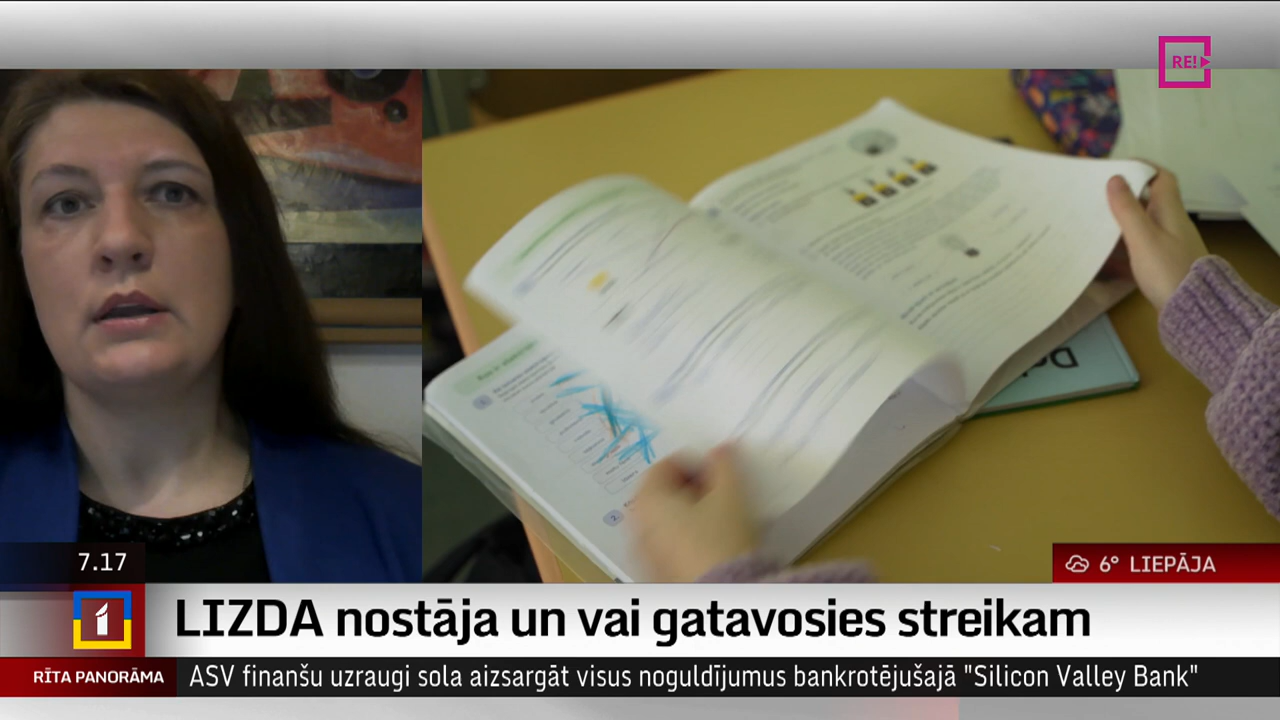 RE!
7.17
6° LIEPĀJA
1
LIZDA nostāja un vai gatavosies streikam
RĪTA PANORĀMA
ASV finanšu uzraugi sola aizsargāt visus noguldījumus bankrotējušajā "Silicon Valley Bank"